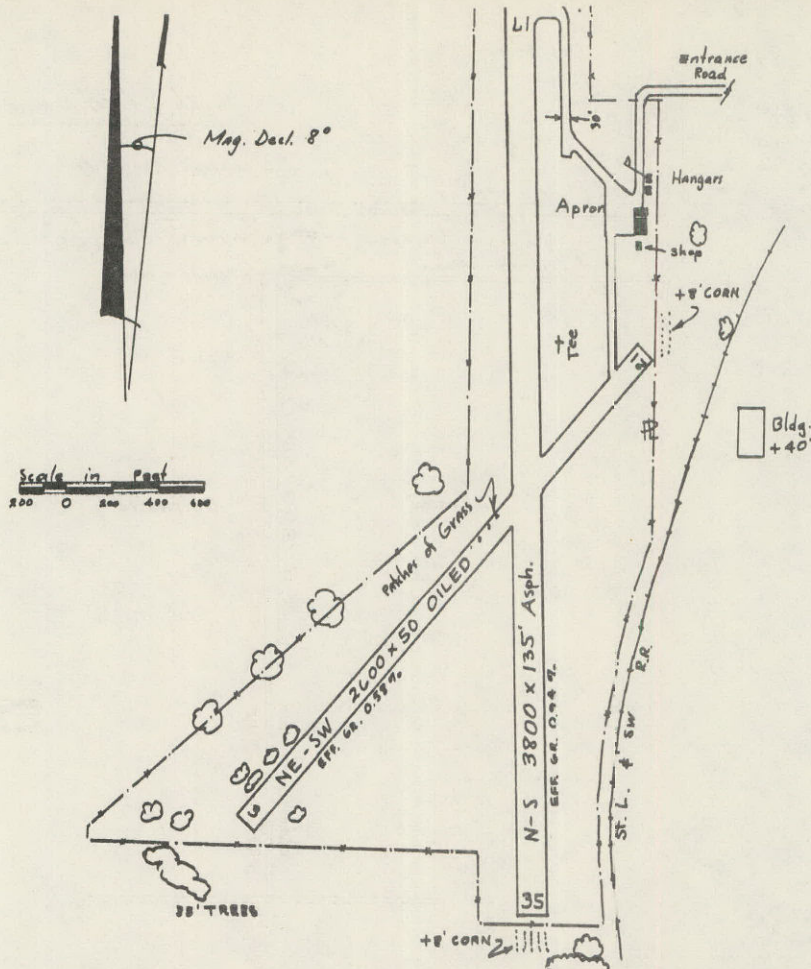 Mag. Decl. 8°
Scale in Feet
200 0 200 400 600
Entrance
Road
30'
Hangars
Apron
Shop
+8' CORN
Tee
Bldg.
+40'
Patches of Grass
NE-SW 2600 x 50 OILED
EFF. GR. 0.58 %
N-S 3800 x 135' Asph.
EFF. GR. 0.94 %
St. L. & SW R.R.
35
35' TREES
+8' CORN